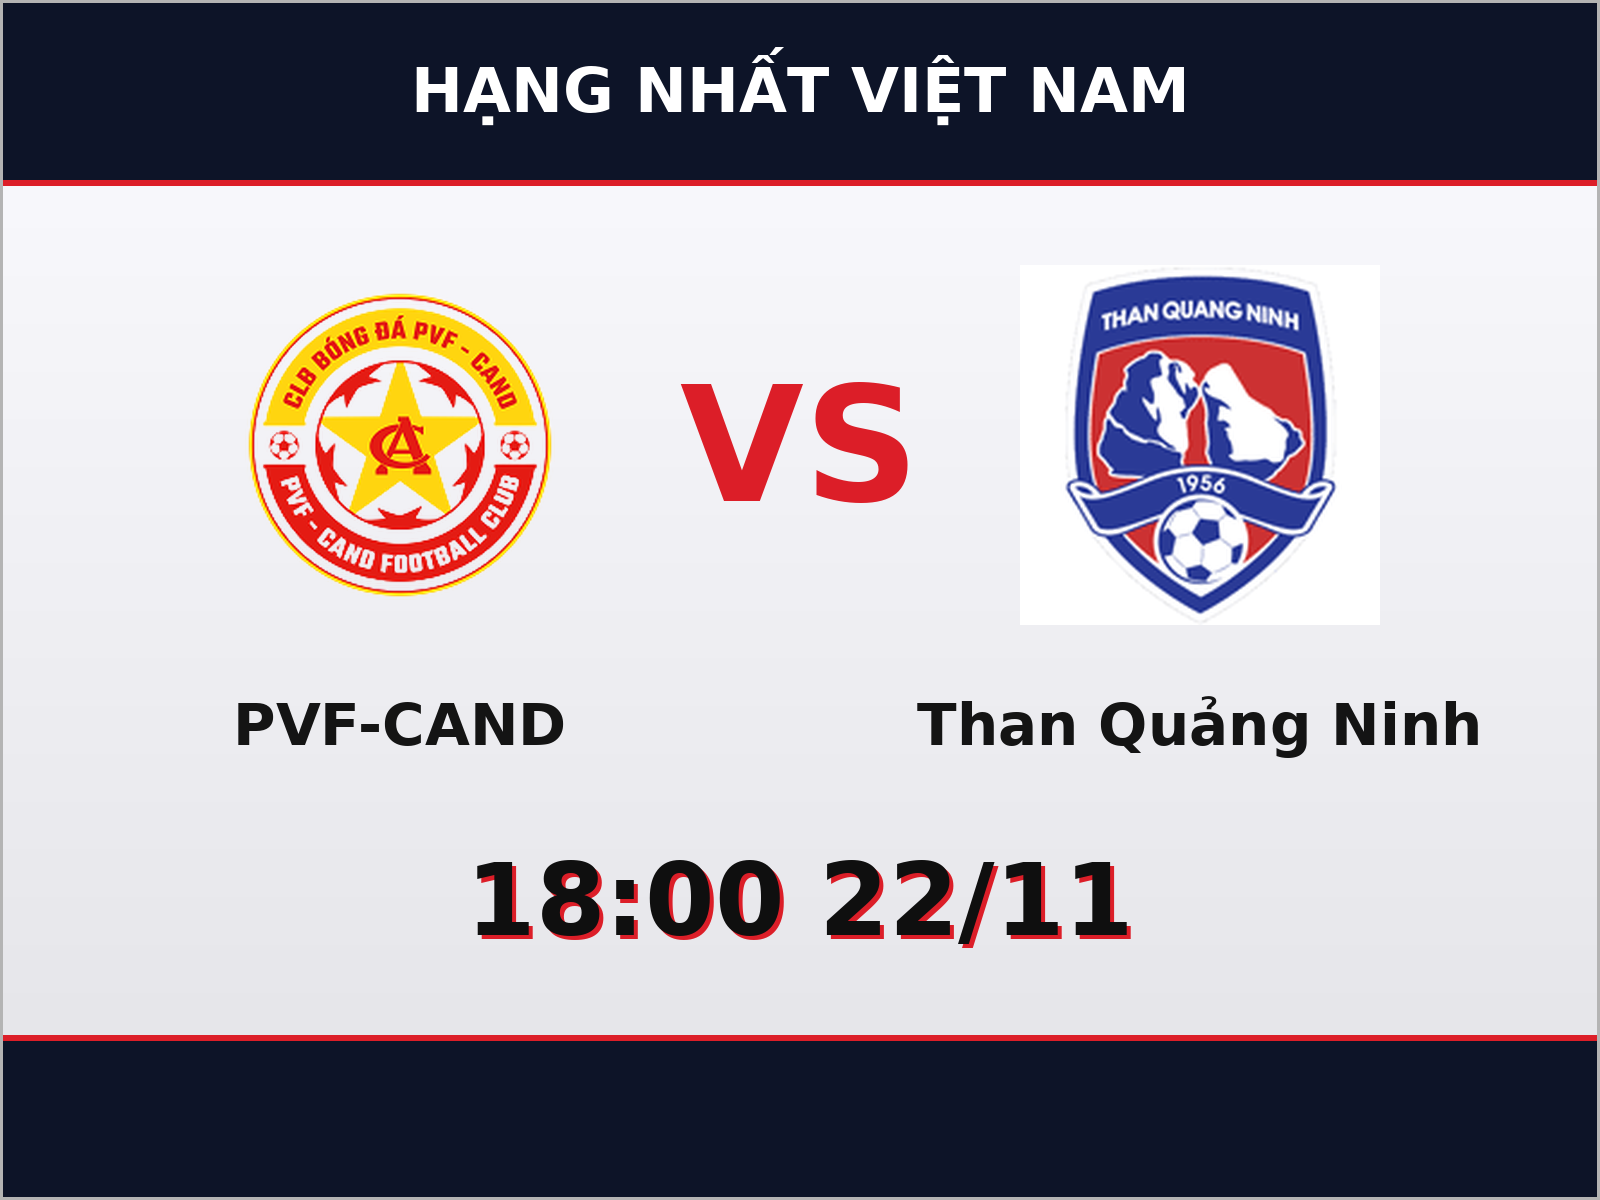 HẠNG NHẤT VIỆT NAM
CLB BÓNG ĐÁ PVF - CAND
CA
PVF - CAND FOOTBALL CLUB
VS
THAN QUANG NINH
1956
PVF-CAND
Than Quảng Ninh
18:00 22/11